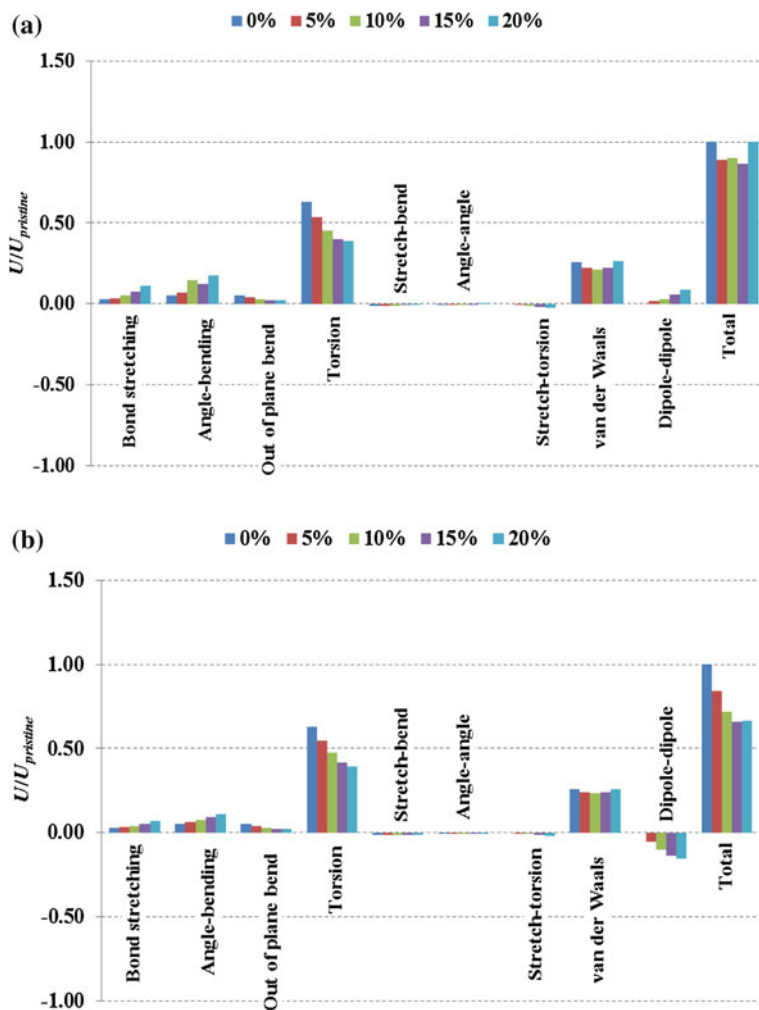 (a)
0% 5% 10% 15% 20%
1.50
1.00
0.50
0.00
-0.50
-1.00
U/U pristine
Bond stretching
Angle-bending
Out of plane bend
Torsion
Stretch-bend
Angle-angle
Stretch-torsion
van der Waals
Dipole-dipole
Total
(b)
0% 5% 10% 15% 20%
1.50
1.00
0.50
0.00
-0.50
-1.00
U/U pristine
Bond stretching
Angle-bending
Out of plane bend
Torsion
Stretch-bend
Angle-angle
Stretch-torsion
van der Waals
Dipole-dipole
Total